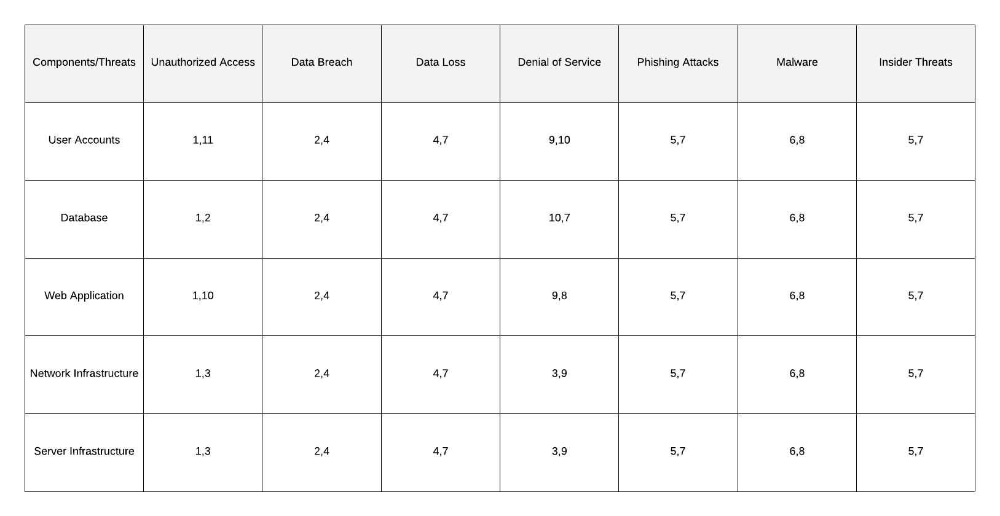 Components/Threats Unauthorized Access Data Breach Data Loss Denial of Service Phishing Attacks Malware Insider Threats
User Accounts 1,11 2,4 4,7 9,10 5,7 6,8 5,7
Database 1,2 2,4 4,7 10,7 5,7 6,8 5,7
Web Application 1,10 2,4 4,7 9,8 5,7 6,8 5,7
Network Infrastructure 1,3 2,4 4,7 3,9 5,7 6,8 5,7
Server Infrastructure 1,3 2,4 4,7 3,9 5,7 6,8 5,7